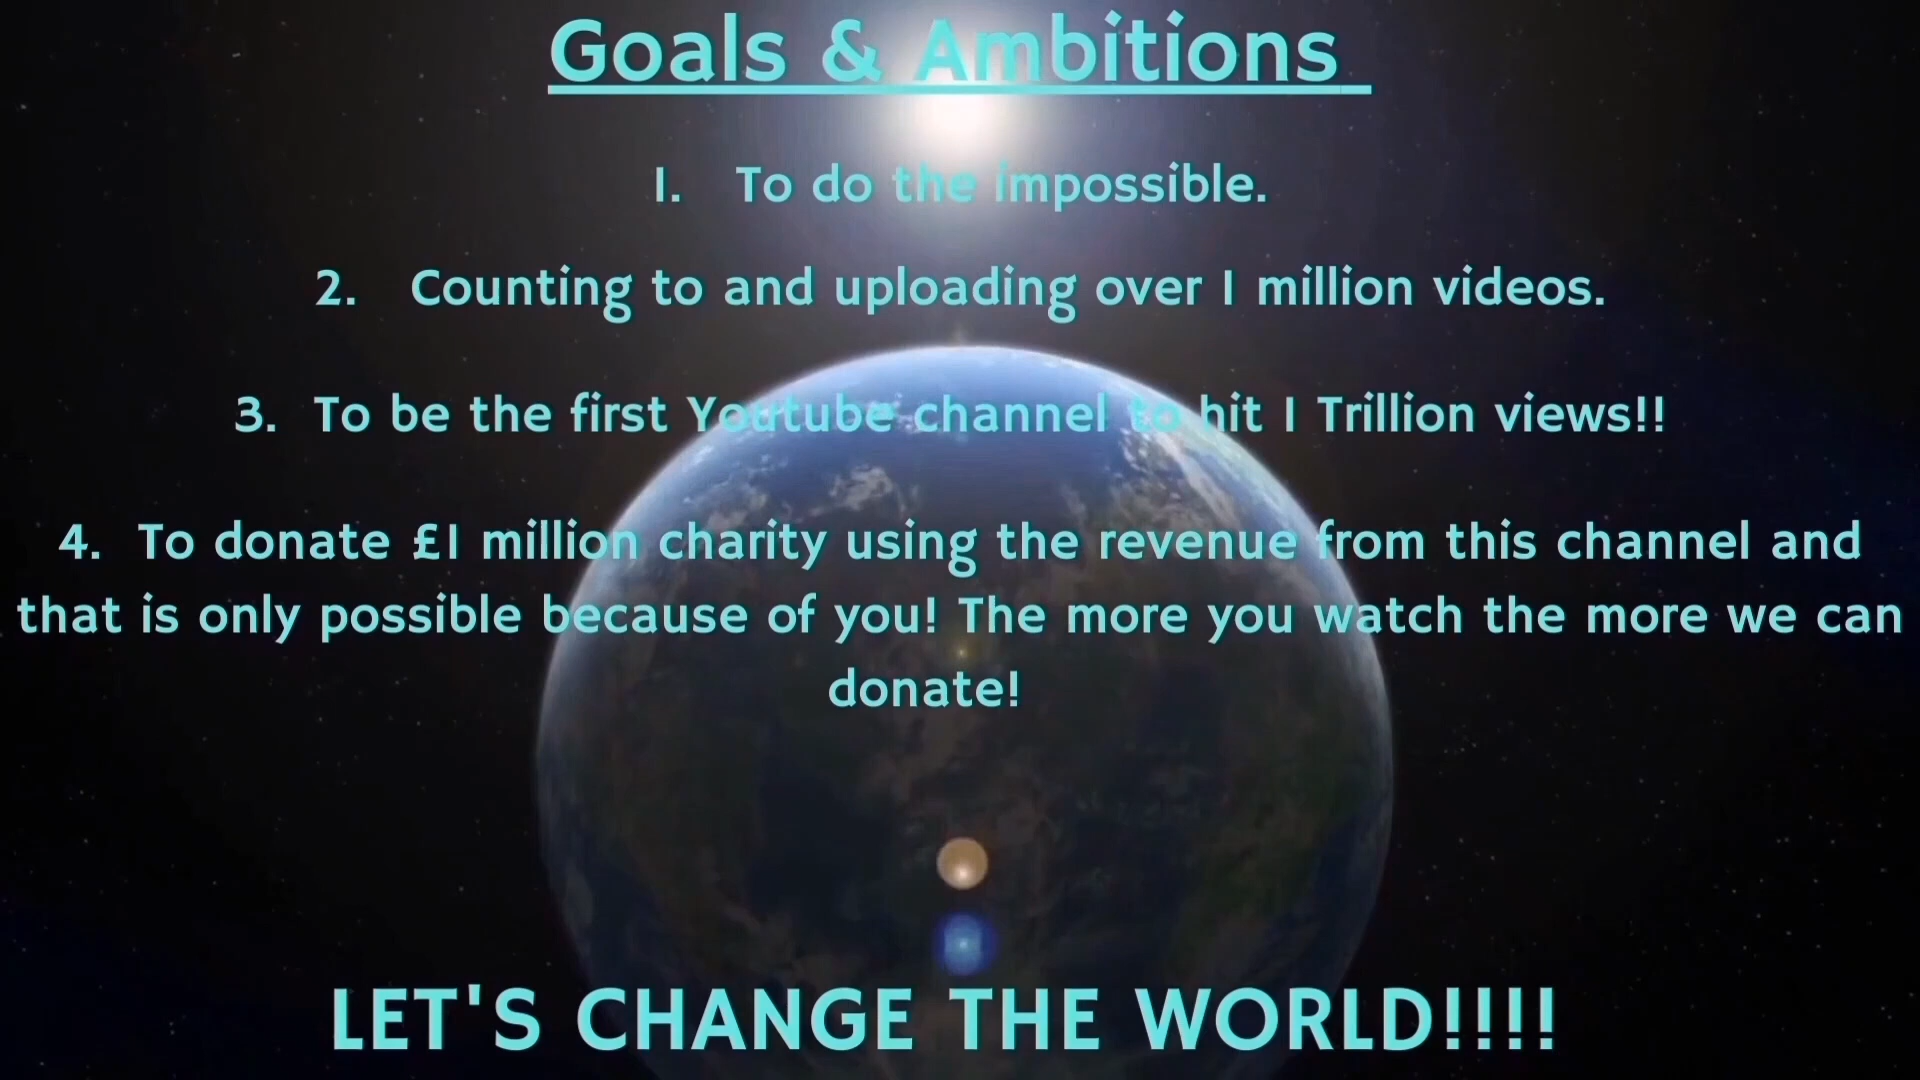 Goals & Ambitions
1. To do the impossible.
2. Counting to and uploading over 1 million videos.
3. To be the first Youtube channel to hit 1 Trillion views!!
4. To donate £1 million charity using the revenue from this channel and
that is only possible because of you! The more you watch the more we can
donate!
LET'S CHANGE THE WORLD!!!!